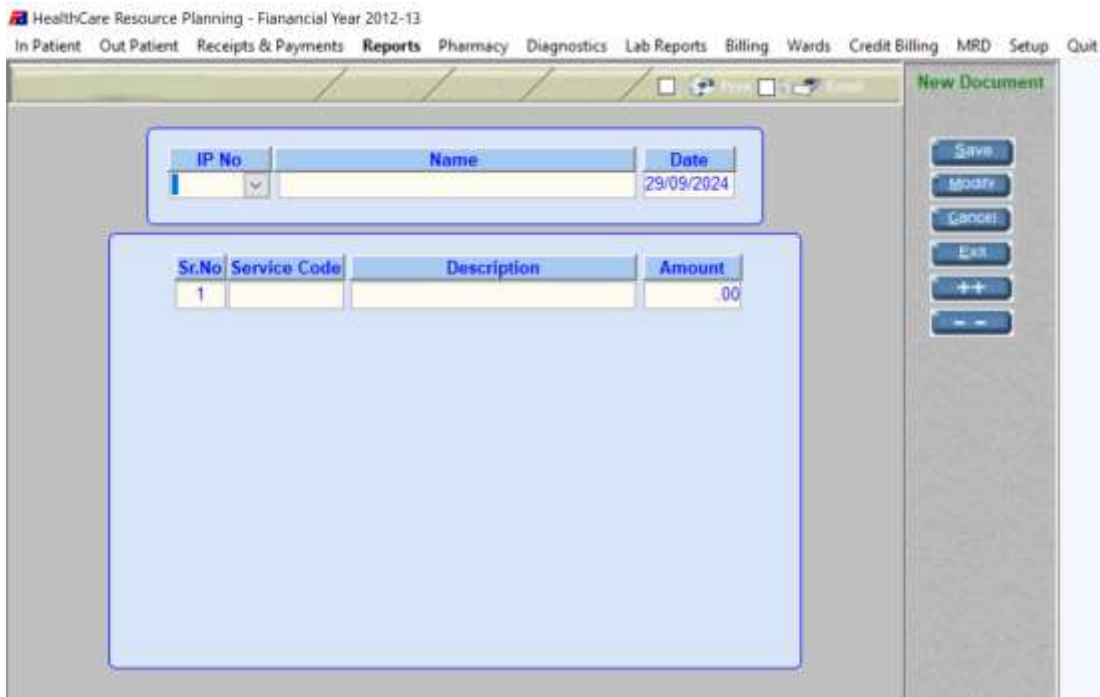 HealthCare Resource Planning - Fianancial Year 2012-13
In Patient Out Patient Receipts & Payments Reports Pharmacy Diagnostics Lab Reports Billing Wards Credit Billing MRD Setup Quit
Print Email
New Document
IP No Name Date
29/09/2024
Save
Modify
Cancel
Exit
++
--
Sr.No Service Code Description Amount
1 .00